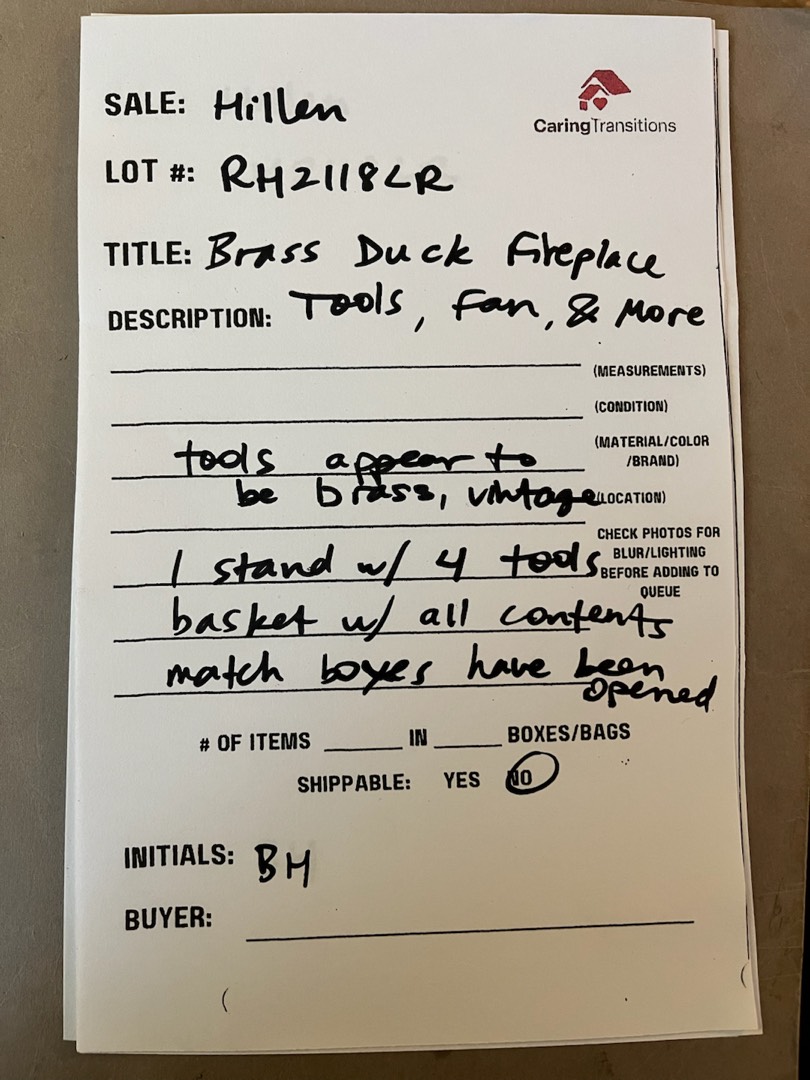 SALE: Hillen
CaringTransitions
LOT #: RH2118LR
TITLE: Brass Duck Fireplace
DESCRIPTION: Tools, Fan, & More
(MEASUREMENTS)
(CONDITION)
tools appear to (MATERIAL/COLOR
/BRAND)
be brass, vintage (LOCATION)
CHECK PHOTOS FOR
1 stand w/ 4 tools BLUR/LIGHTING
BEFORE ADDING TO
QUEUE
basket w/ all contents
match boxes have been
opened
# OF ITEMS ______ IN ______ BOXES/BAGS
SHIPPABLE: YES NO
INITIALS: BH
BUYER: